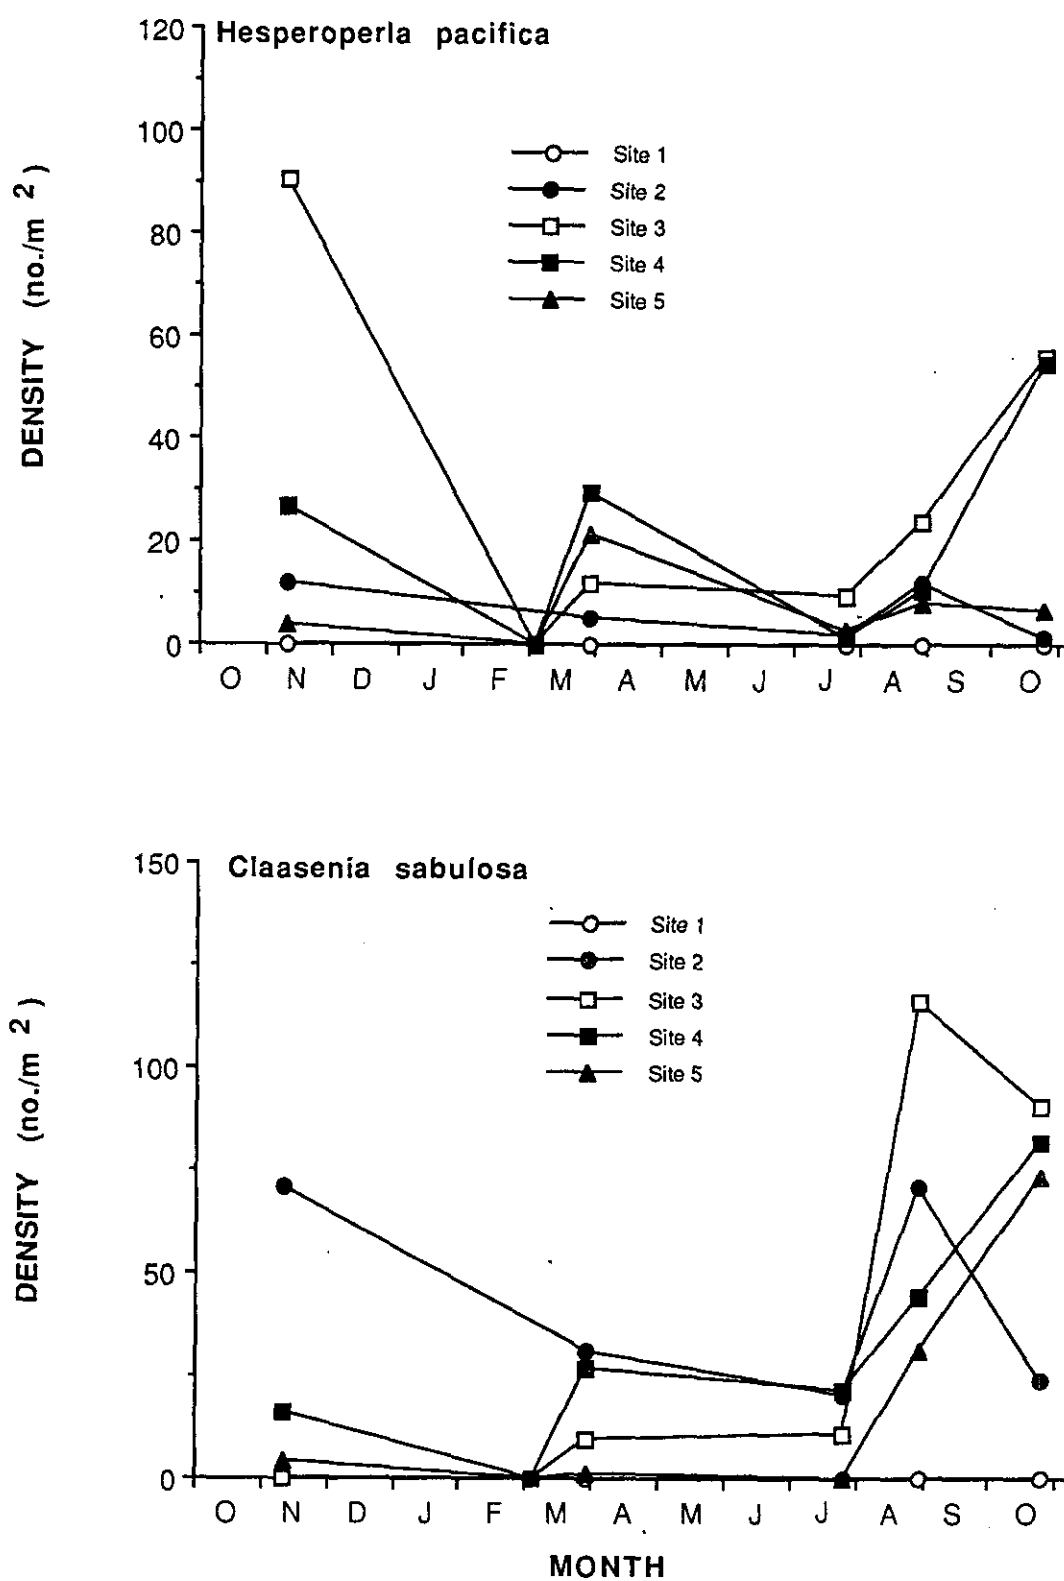 Hesperoperla pacifica
120
100
80
60
40
20
0
DENSITY (no./m 2 )
Site 1
Site 2
Site 3
Site 4
Site 5
O N D J F M A M J J A S O
Claasenia sabulosa
150
100
50
0
DENSITY (no./m 2 )
Site 1
Site 2
Site 3
Site 4
Site 5
O N D J F M A M J J A S O
MONTH